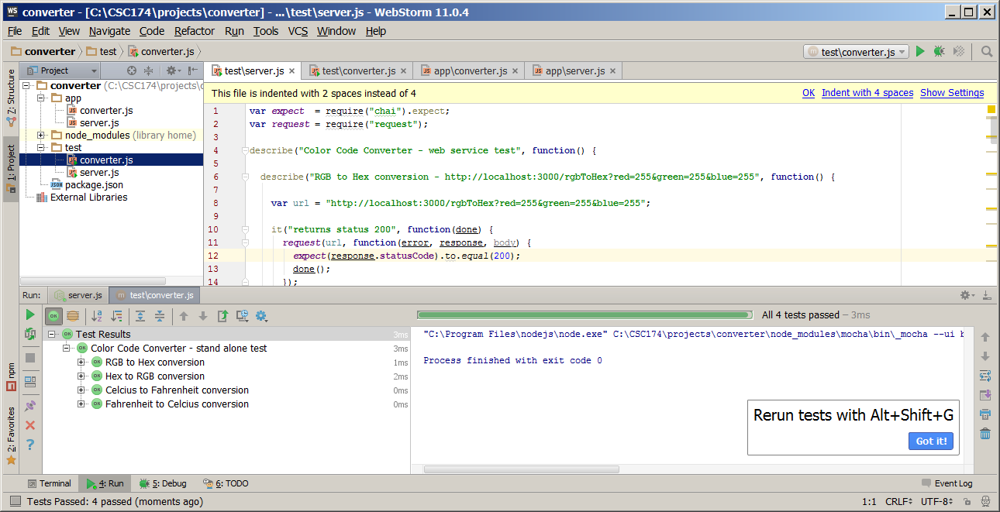 WS converter - [C:\CSC174\projects\converter] - ...\test\server.js - WebStorm 11.0.4
File Edit View Navigate Code Refactor Run Tools VCS Window Help
converter test converter.js test\converter.js
Project test\server.js test\converter.js app\converter.js app\server.js
7: Structure
1: Project
npm
2: Favorites
converter (C:\CSC174\projects\c
app
converter.js
server.js
node_modules (library home)
test
converter.js
server.js
package.json
External Libraries
This file is indented with 2 spaces instead of 4 OK Indent with 4 spaces Show Settings
1 var expect  = require("chai").expect;
2 var request = require("request");
3
4 describe("Color Code Converter - web service test", function() {
5
6 describe("RGB to Hex conversion - http://localhost:3000/rgbToHex?red=255&green=255&blue=255", function() {
7
8 var url = "http://localhost:3000/rgbToHex?red=255&green=255&blue=255";
9
10 it("returns status 200", function(done) {
11 request(url, function(error, response, body) {
12 expect(response.statusCode).to.equal(200);
13 done();
14 });
Run: server.js test\converter.js
All 4 tests passed – 3ms
Test Results 3ms
Color Code Converter - stand alone test 3ms
RGB to Hex conversion 1ms
Hex to RGB conversion 2ms
Celcius to Fahrenheit conversion 0ms
Fahrenheit to Celcius conversion 0ms
"C:\Program Files\nodejs\node.exe" C:\CSC174\projects\converter\node_modules\mocha\bin\_mocha --ui b
Process finished with exit code 0
Rerun tests with Alt+Shift+G
Got it!
Terminal 4: Run 5: Debug 6: TODO Event Log
Tests Passed: 4 passed (moments ago) 1:1 CRLF UTF-8